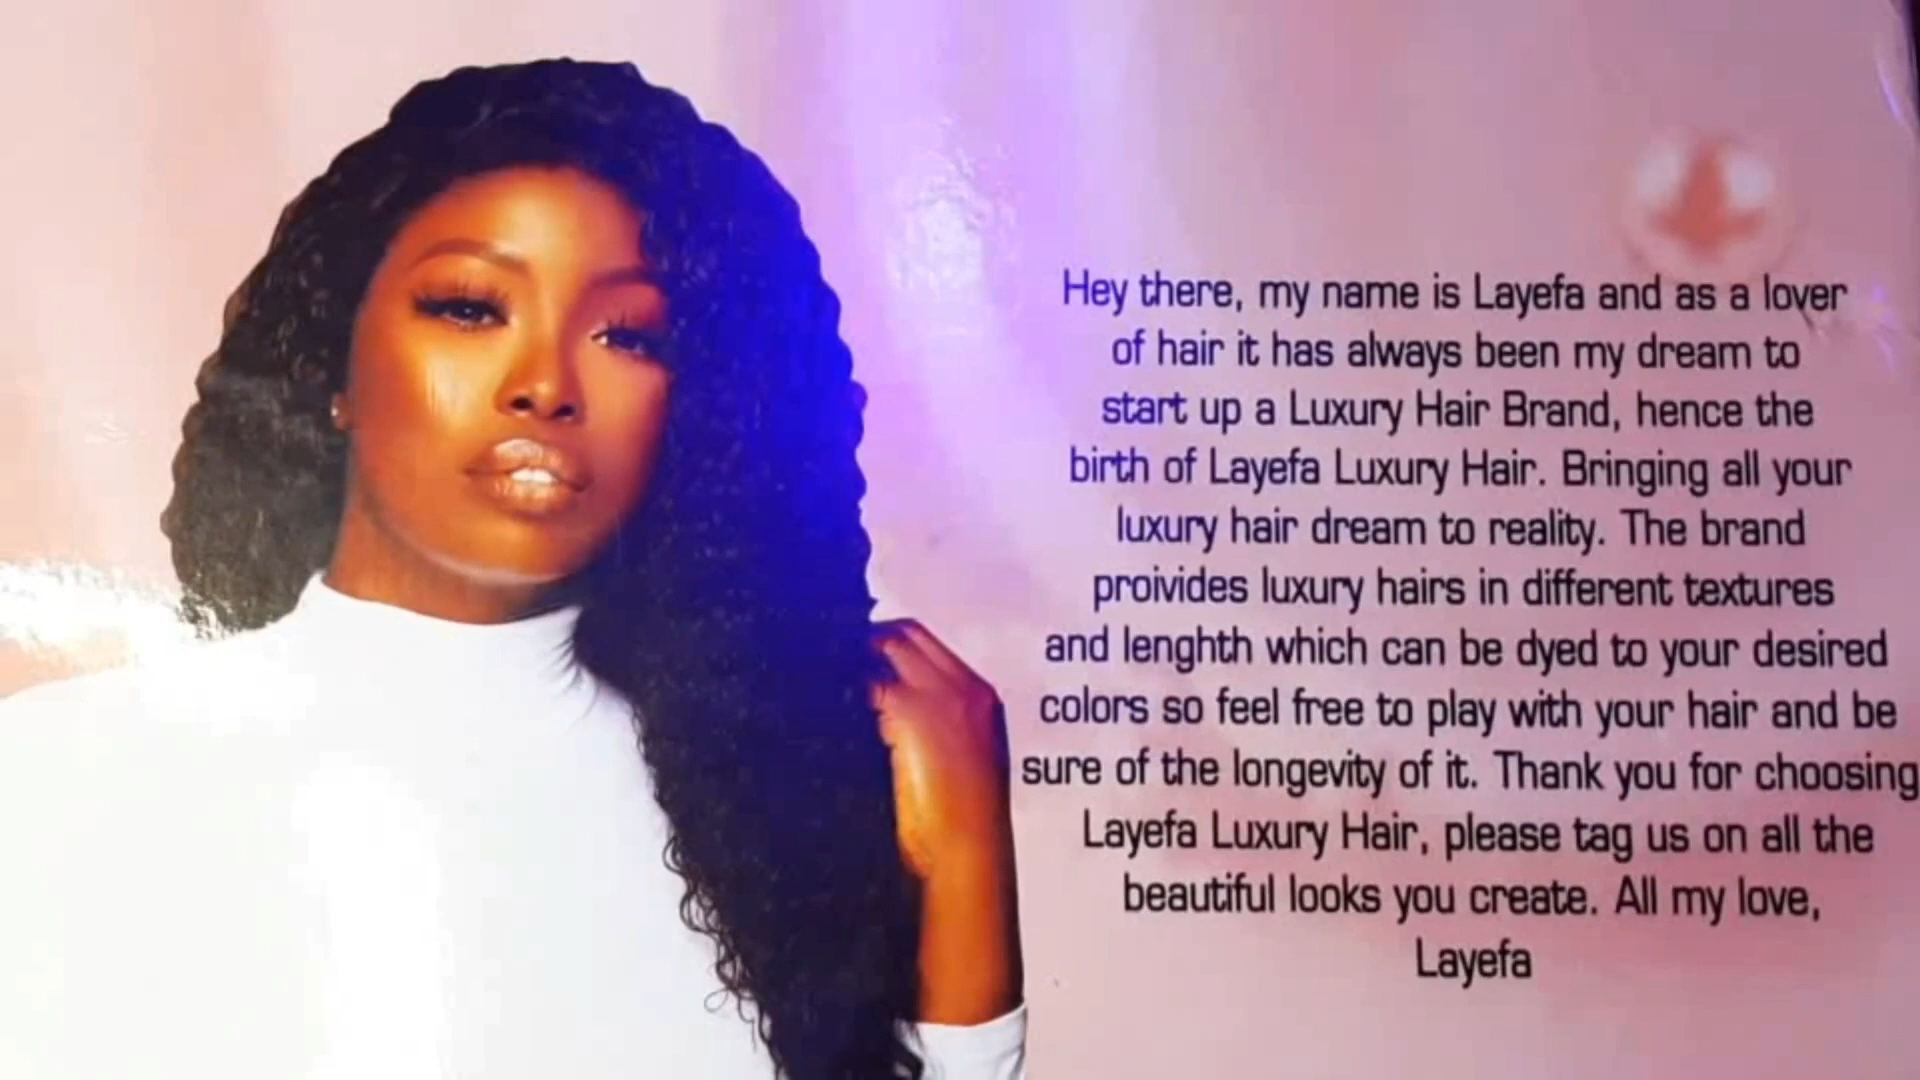 Hey there, my name is Layefa and as a lover
of hair it has always been my dream to
start up a Luxury Hair Brand, hence the
birth of Layefa Luxury Hair. Bringing all your
luxury hair dream to reality. The brand
proivides luxury hairs in different textures
and lenghth which can be dyed to your desired
colors so feel free to play with your hair and be
sure of the longevity of it. Thank you for choosing
Layefa Luxury Hair, please tag us on all the
beautiful looks you create. All my love,
Layefa